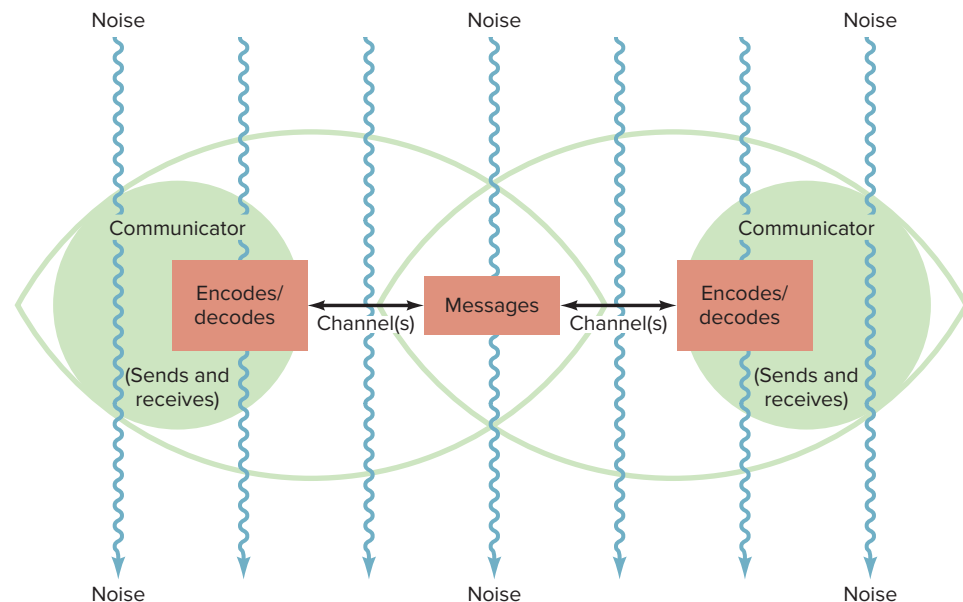 Noise
Noise
Noise
Communicator
Communicator
Encodes/
decodes
Channel(s)
Messages
Channel(s)
Encodes/
decodes
(Sends and
receives)
(Sends and
receives)
Noise
Noise
Noise